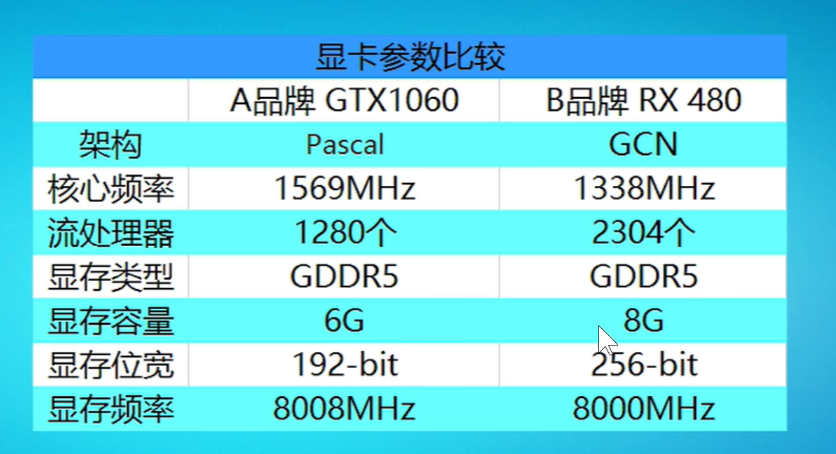 显卡参数比较
A品牌 GTX1060 B品牌 RX 480
架构 Pascal GCN
核心频率 1569MHz 1338MHz
流处理器 1280个 2304个
显存类型 GDDR5 GDDR5
显存容量 6G 8G
显存位宽 192-bit 256-bit
显存频率 8008MHz 8000MHz